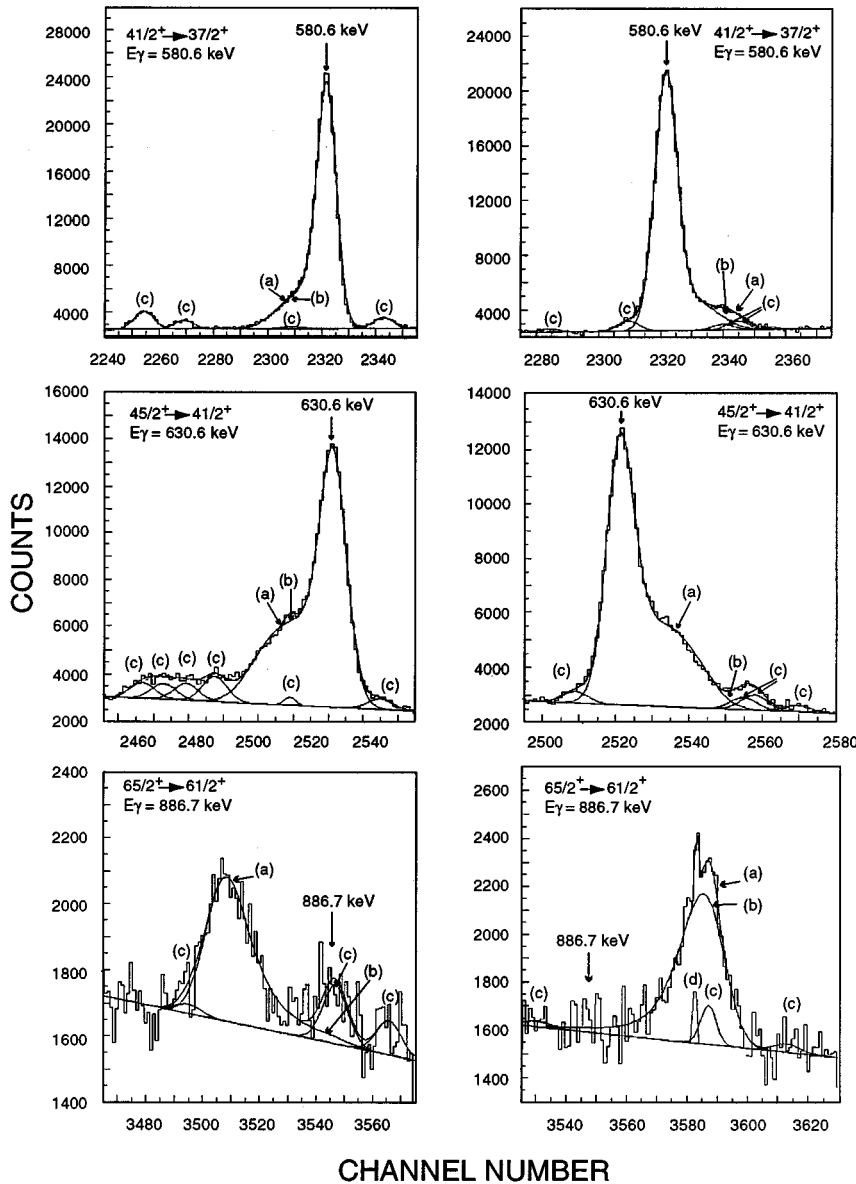 41/2⁺→37/2⁺
Eγ = 580.6 keV
580.6 keV
28000
24000
20000
16000
12000
8000
4000
(c)
(c)
(a)
(b)
(c)
(c)
2240
2260
2280
2300
2320
2340
580.6 keV
41/2⁺→37/2⁺
Eγ = 580.6 keV
26000
22000
18000
14000
10000
6000
2000
(c)
(c)
(b)
(a)
(c)
2280
2300
2320
2340
2360
45/2⁺→41/2⁺
Eγ = 630.6 keV
630.6 keV
16000
14000
12000
10000
8000
6000
4000
2000
(c)
(c)
(c)
(c)
(a)
(b)
(c)
(c)
2460
2480
2500
2520
2540
630.6 keV
45/2⁺→41/2⁺
Eγ = 630.6 keV
14000
12000
10000
8000
6000
4000
2000
(c)
(a)
(b)
(c)
(c)
2500
2520
2540
2560
2580
65/2⁺→61/2⁺
Eγ = 886.7 keV
2400
2200
2000
1800
1600
1400
(c)
(a)
886.7 keV
(c)
(b)
(c)
3480
3500
3520
3540
3560
65/2⁺→61/2⁺
Eγ = 886.7 keV
2600
2400
2200
2000
1800
1600
1400
(c)
886.7 keV
(a)
(b)
(d)
(c)
(c)
3540
3560
3580
3600
3620
COUNTS
CHANNEL NUMBER